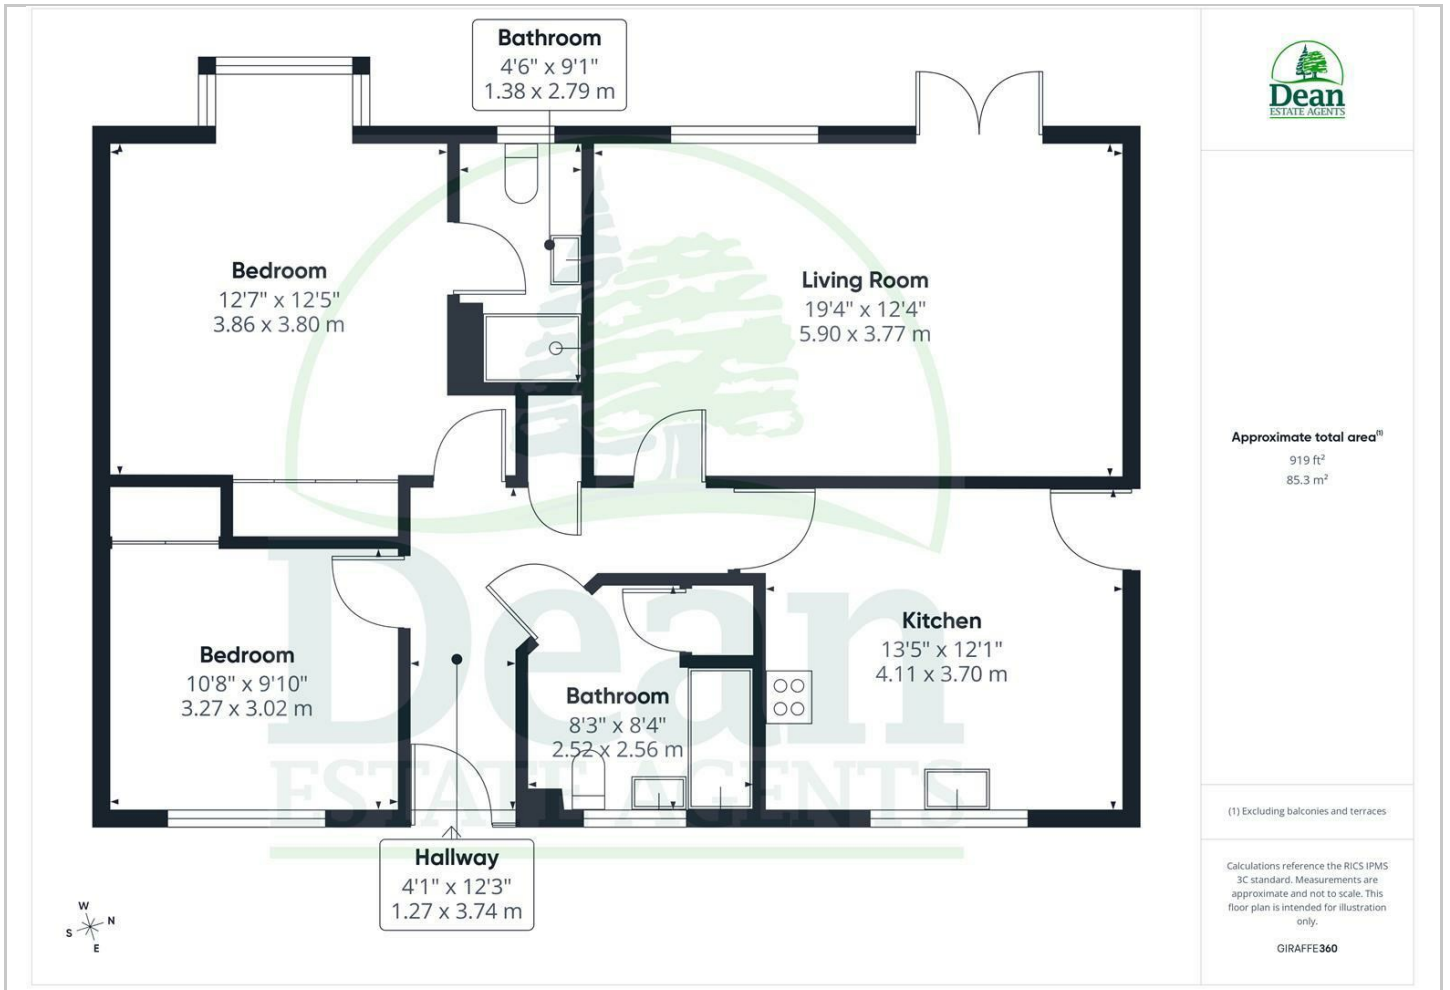 Bathroom
4'6" x 9'1"
1.38 x 2.79 m
Dean
ESTATE AGENTS
Bedroom
12'7" x 12'5"
3.86 x 3.80 m
Living Room
19'4" x 12'4"
5.90 x 3.77 m
Approximate total area(1)
919 ft²
85.3 m²
Dean
ESTATE AGENTS
Bedroom
10'8" x 9'10"
3.27 x 3.02 m
Bathroom
8'3" x 8'4"
2.52 x 2.56 m
Kitchen
13'5" x 12'1"
4.11 x 3.70 m
Hallway
4'1" x 12'3"
1.27 x 3.74 m
W
N
S
E
(1) Excluding balconies and terraces
Calculations reference the RICS IPMS
3C standard. Measurements are
approximate and not to scale. This
floor plan is intended for illustration
only.
GIRAFFE360